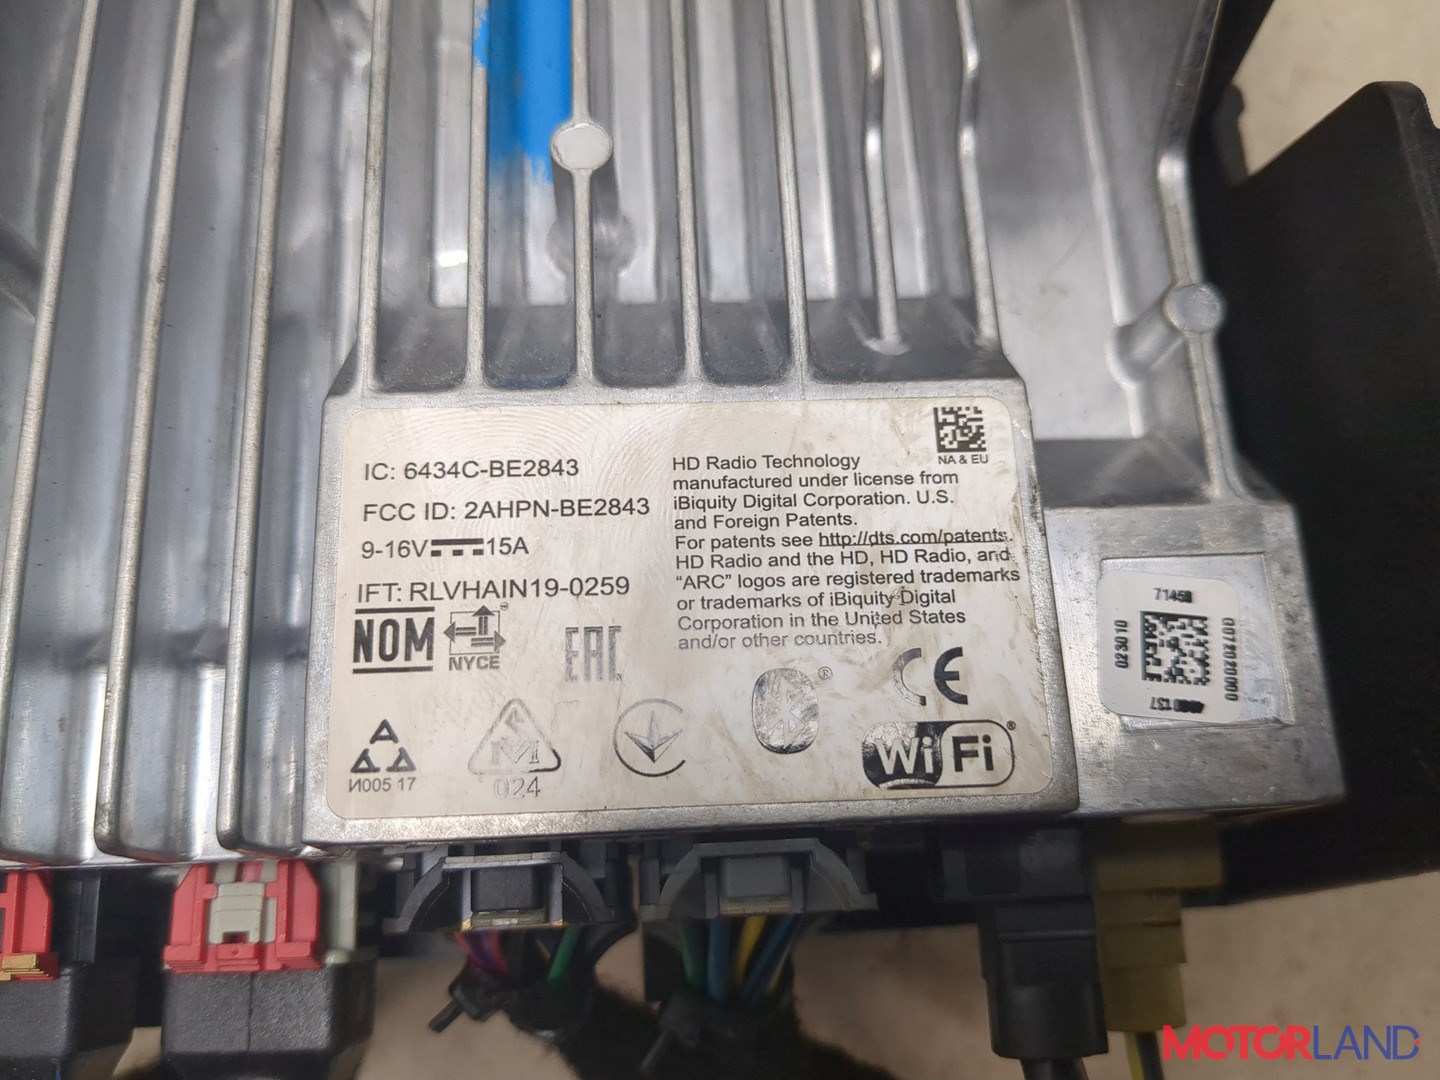 IC: 6434C-BE2843
FCC ID: 2AHPN-BE2843
9-16V 15A
IFT: RLVHAIN19-0259
NOM
NYCE
EAC
И005 17
024
HD Radio Technology
manufactured under license from
iBiquity Digital Corporation. U.S.
and Foreign Patents.
For patents see http://dts.com/patents.
HD Radio and the HD, HD Radio, and
“ARC” logos are registered trademarks
or trademarks of iBiquity Digital
Corporation in the United States
and/or other countries.
NA & EU
CE
WiFi
023010
MOTORLAND